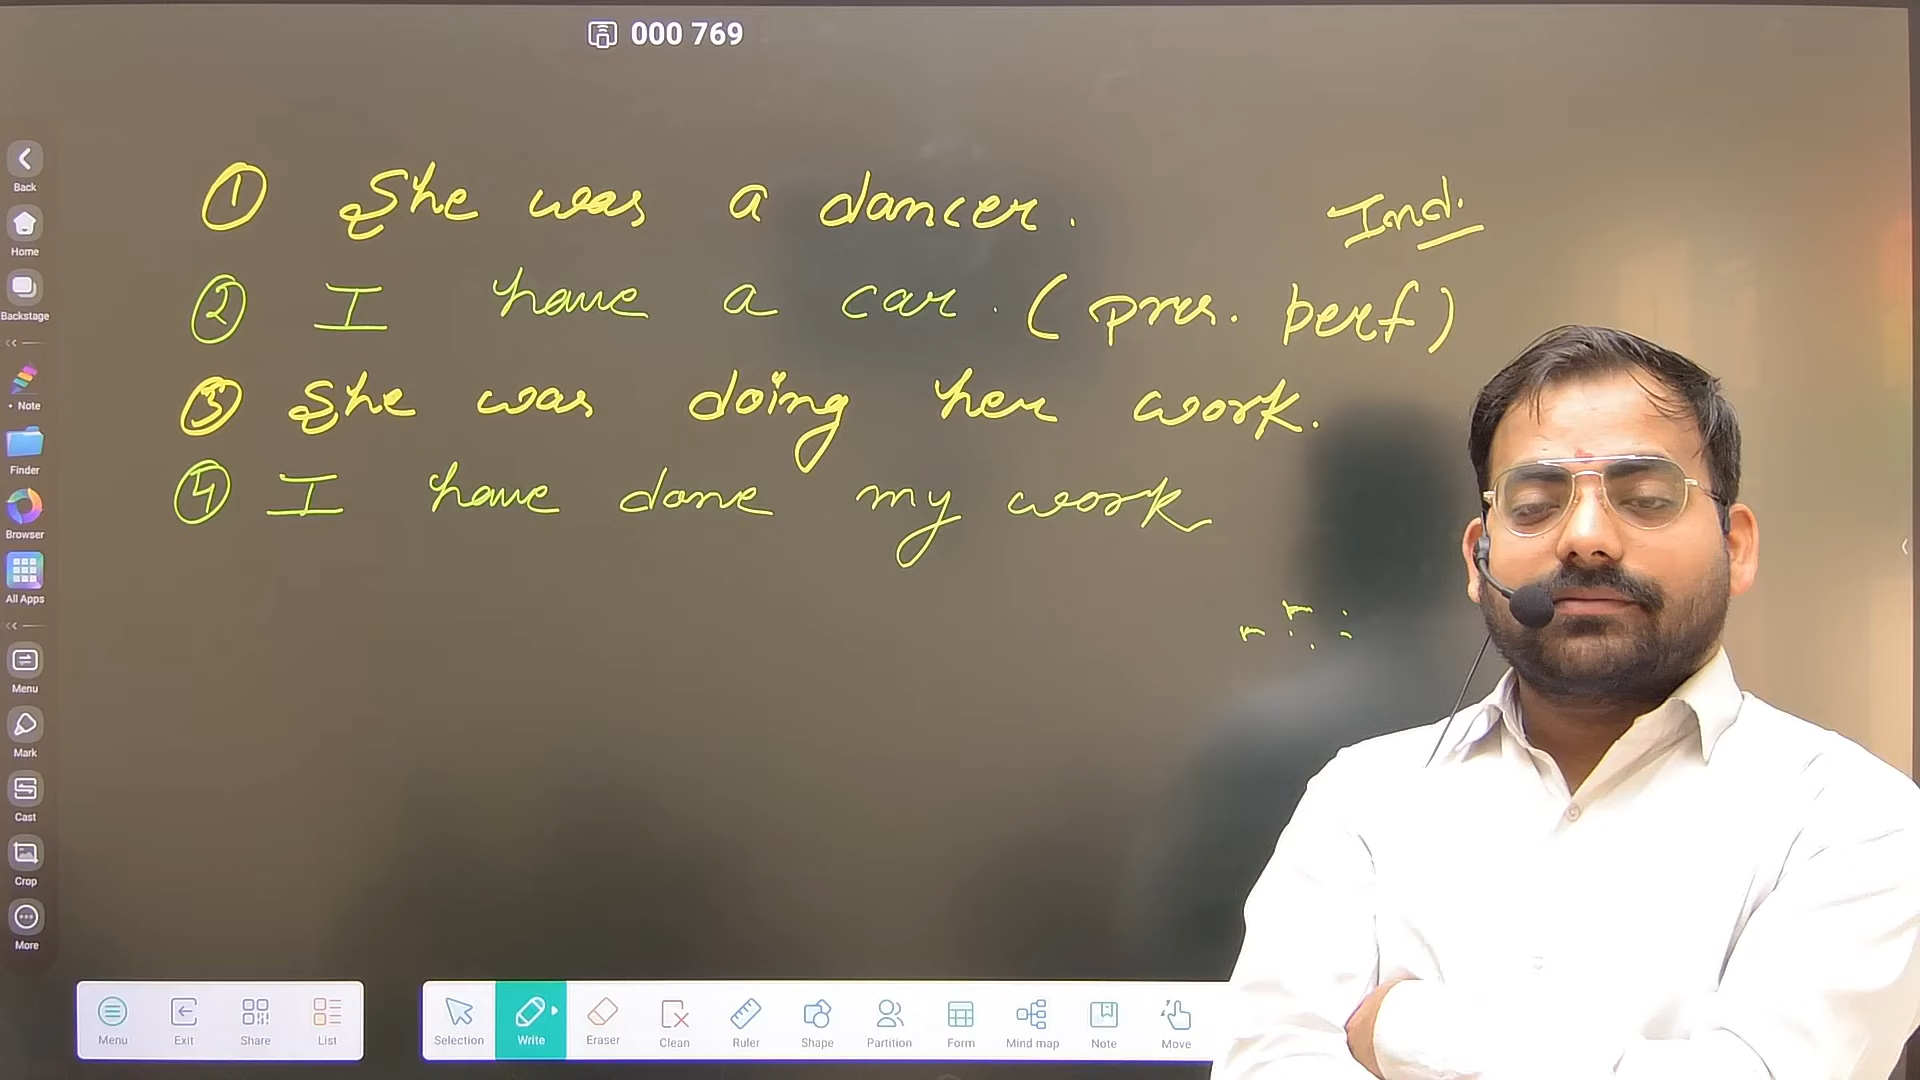 000 769
① She was a dancer. Ind.
② I have a car. (pres. perf)
③ She was doing her work.
④ I have done my work
Back
Home
Backstage
Note
Finder
Browser
All Apps
Menu
Mark
Cast
Crop
More
Menu Exit Share List Selection Write Eraser Clean Ruler Shape Partition Form Mind map Note Move